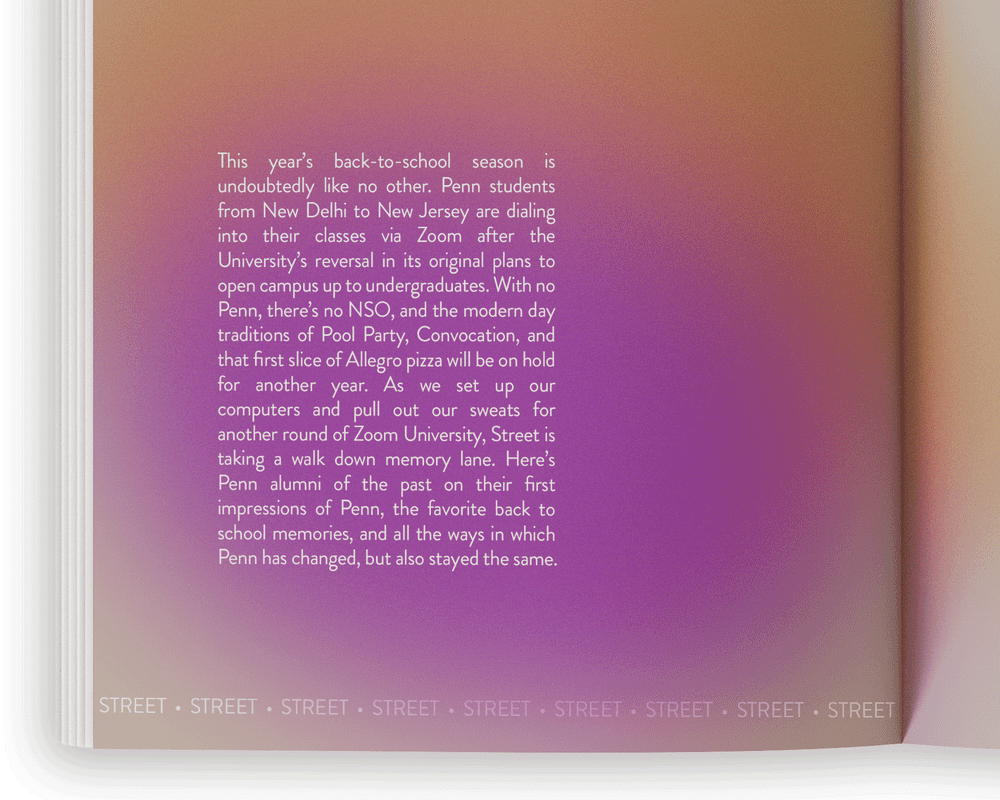 This year's back-to-school season is
undoubtedly like no other. Penn students
from New Delhi to New Jersey are dialing
into their classes via Zoom after the
University's reversal in its original plans to
open campus up to undergraduates. With no
Penn, there's no NSO, and the modern day
traditions of Pool Party, Convocation, and
that first slice of Allegro pizza will be on hold
for another year. As we set up our
computers and pull out our sweats for
another round of Zoom University, Street is
taking a walk down memory lane. Here's
Penn alumni of the past on their first
impressions of Penn, the favorite back to
school memories, and all the ways in which
Penn has changed, but also stayed the same.
STREET • STREET • STREET • STREET • STREET • STREET • STREET • STREET • STREET